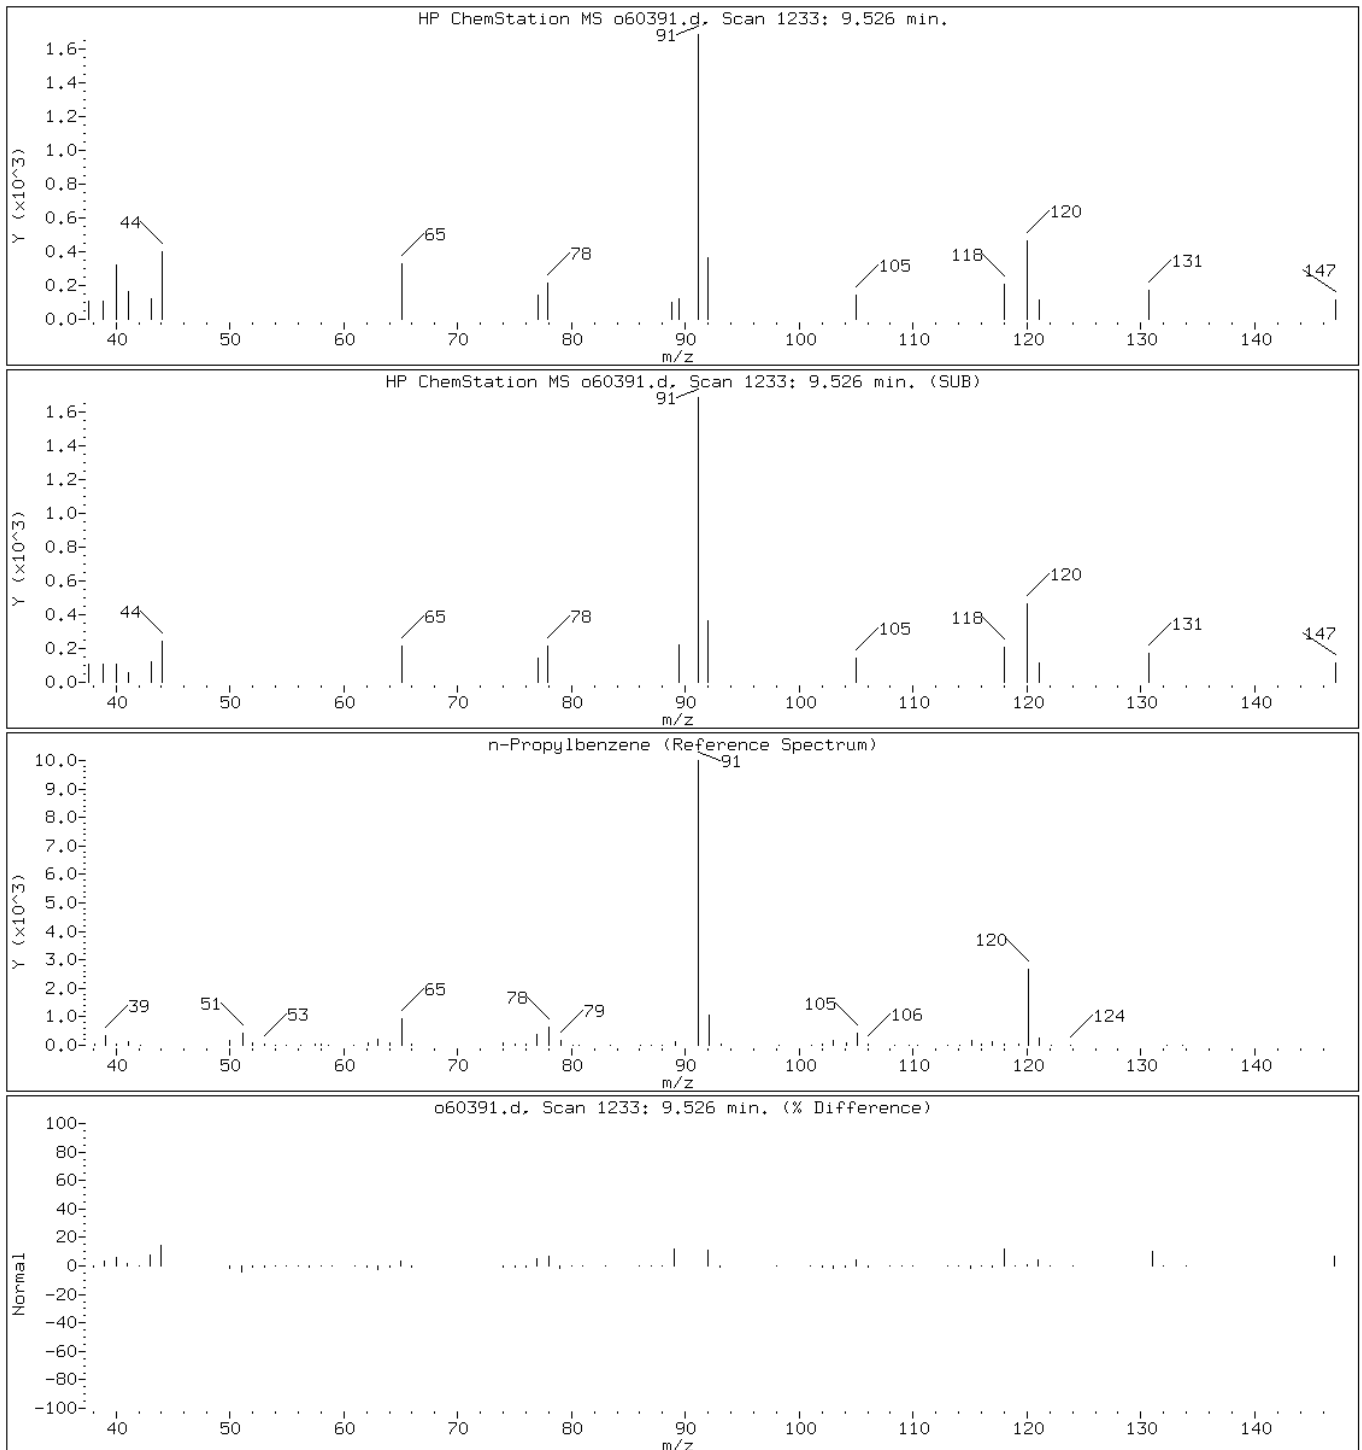 HP ChemStation MS o60391.d, Scan 1233: 9.526 min.
91
1.6
1.4
1.2
1.0
0.8
0.6
0.4
0.2
0.0
Y (x10^3)
44 65 78 105 118 120 131 147
40 50 60 70 80 90 100 110 120 130 140
m/z
HP ChemStation MS o60391.d, Scan 1233: 9.526 min. (SUB)
91
1.6
1.4
1.2
1.0
0.8
0.6
0.4
0.2
0.0
Y (x10^3)
44 65 78 105 118 120 131 147
40 50 60 70 80 90 100 110 120 130 140
m/z
n-Propylbenzene (Reference Spectrum)
91
10.0
9.0
8.0
7.0
6.0
5.0
4.0
3.0
2.0
1.0
0.0
Y (x10^3)
39 51 53 65 78 79 105 106 120 124
40 50 60 70 80 90 100 110 120 130 140
m/z
o60391.d, Scan 1233: 9.526 min. (% Difference)
100
80
60
40
20
0
-20
-40
-60
-80
-100
Normal
40 50 60 70 80 90 100 110 120 130 140
m/z